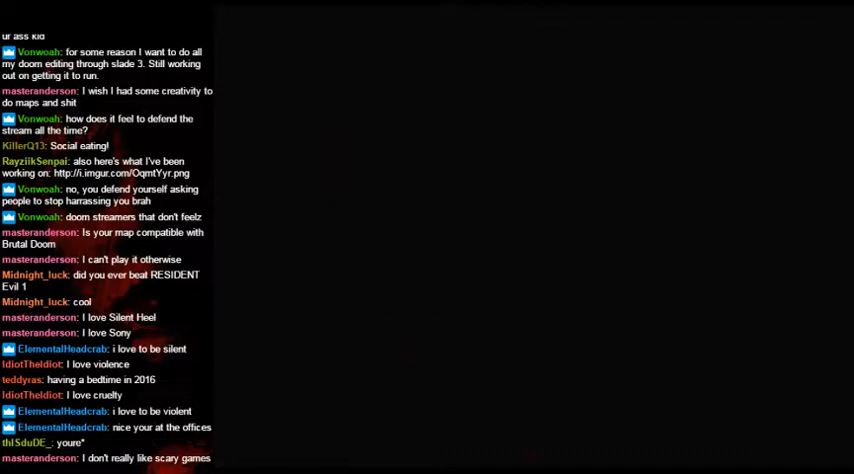 ur ass kid
Vonwoah: for some reason I want to do all
my doom editing through slade 3. Still working
out on getting it to run.
masteranderson: I wish I had some creativity to
do maps and shit
Vonwoah: how does it feel to defend the
stream all the time?
KillerQ13: Social eating!
RayziikSenpai: also here's what I've been
working on: http://i.imgur.com/OqmtYyr.png
Vonwoah: no, you defend yourself asking
people to stop harrassing you brah
Vonwoah: doom streamers that don't feelz
masteranderson: Is your map compatible with
Brutal Doom
masteranderson: I can't play it otherwise
Midnight_luck: did you ever beat RESIDENT
Evil 1
Midnight_luck: cool
masteranderson: I love Silent Heel
masteranderson: I love Sony
ElementalHeadcrab: i love to be silent
IdiotTheIdiot: I love violence
teddyras: having a bedtime in 2016
IdiotTheIdiot: I love cruelty
ElementalHeadcrab: i love to be violent
ElementalHeadcrab: nice your at the offices
thISduDE_: youre*
masteranderson: I don't really like scary games